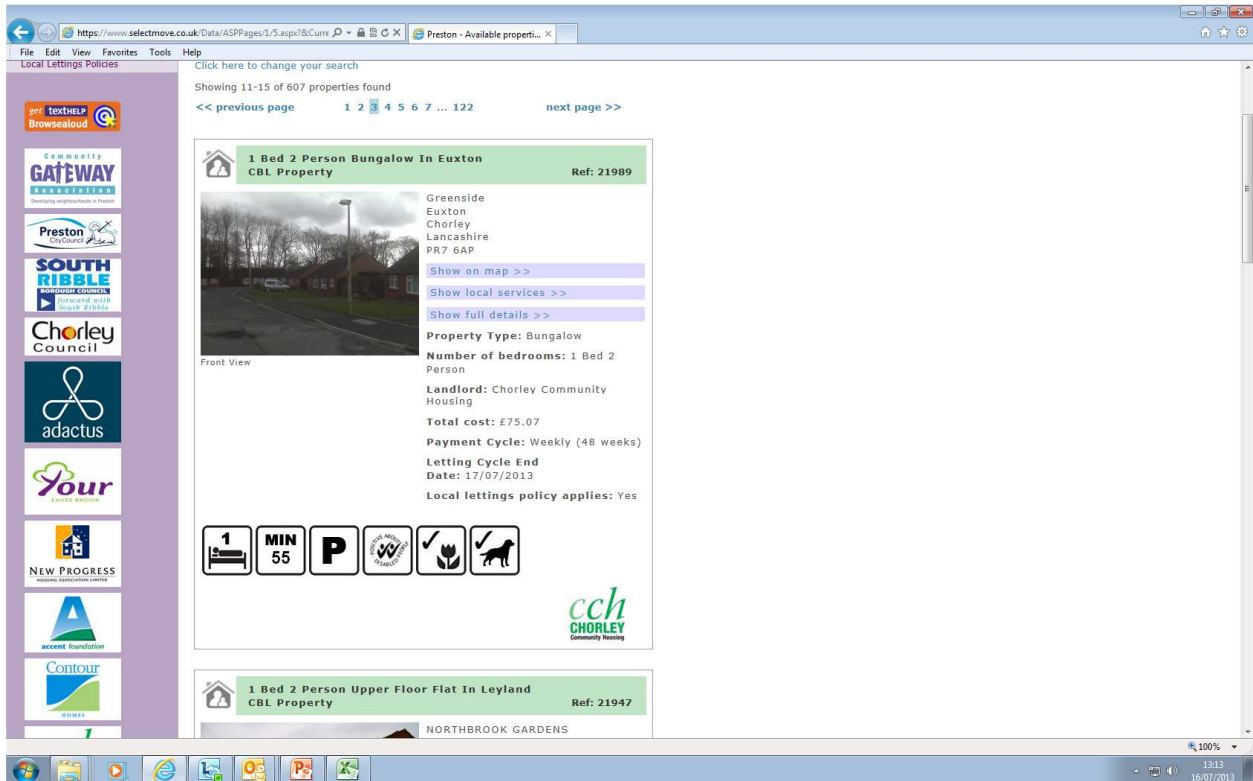 https://www.selectmove.co.uk/Data/ASPPages/1/5.aspx?&Curre
Preston - Available properti...
File Edit View Favorites Tools Help
Local Lettings Policies
Click here to change your search
Showing 11-15 of 607 properties found
<< previous page 1 2 3 4 5 6 7 ... 122 next page >>
get textHELP
Browsealoud
Community
GATEWAY
Association
Developing neighbourhoods in Preston
Preston
City Council
SOUTH
RIBBLE
BOROUGH COUNCIL
forward with
South Ribble
Chorley
Council
adactus
Your
EAVES BROOK
NEW PROGRESS
HOUSING ASSOCIATION LIMITED
accent foundation
Contour
HOMES
1 Bed 2 Person Bungalow In Euxton
CBL Property Ref: 21989
Front View
Greenside
Euxton
Chorley
Lancashire
PR7 6AP
Show on map >>
Show local services >>
Show full details >>
Property Type: Bungalow
Number of bedrooms: 1 Bed 2
Person
Landlord: Chorley Community
Housing
Total cost: £75.07
Payment Cycle: Weekly (48 weeks)
Letting Cycle End
Date: 17/07/2013
Local lettings policy applies: Yes
1
MIN
55
P
POSITIVE ABOUT
DISABLED PEOPLE
cch
CHORLEY
Community Housing
1 Bed 2 Person Upper Floor Flat In Leyland
CBL Property Ref: 21947
NORTHBROOK GARDENS
100%
13:13
16/07/2013